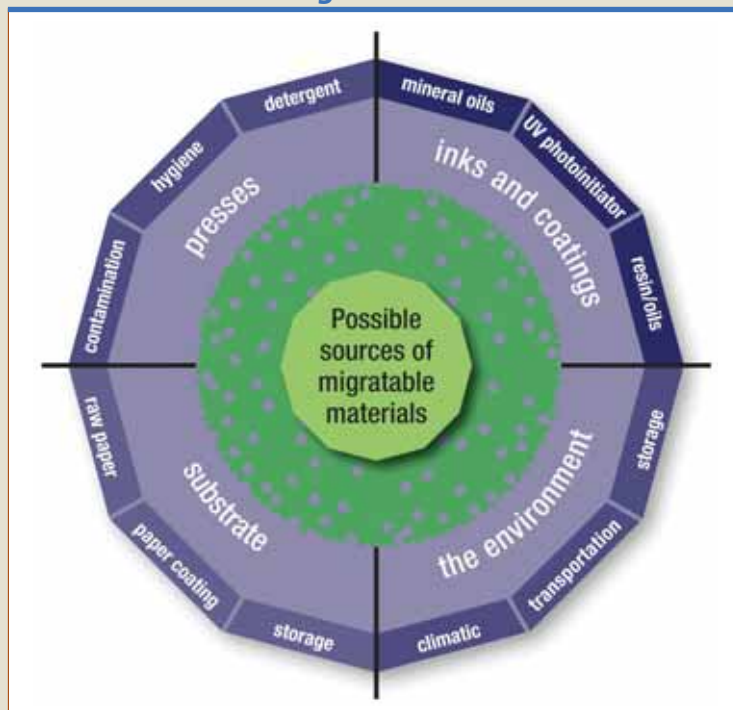 Possible
sources of
migratable
materials
inks and coatings
mineral oils
UV photoinitiator
resin/oils
the environment
storage
transportation
climatic
substrate
storage
paper coating
raw paper
presses
contamination
hygiene
detergent